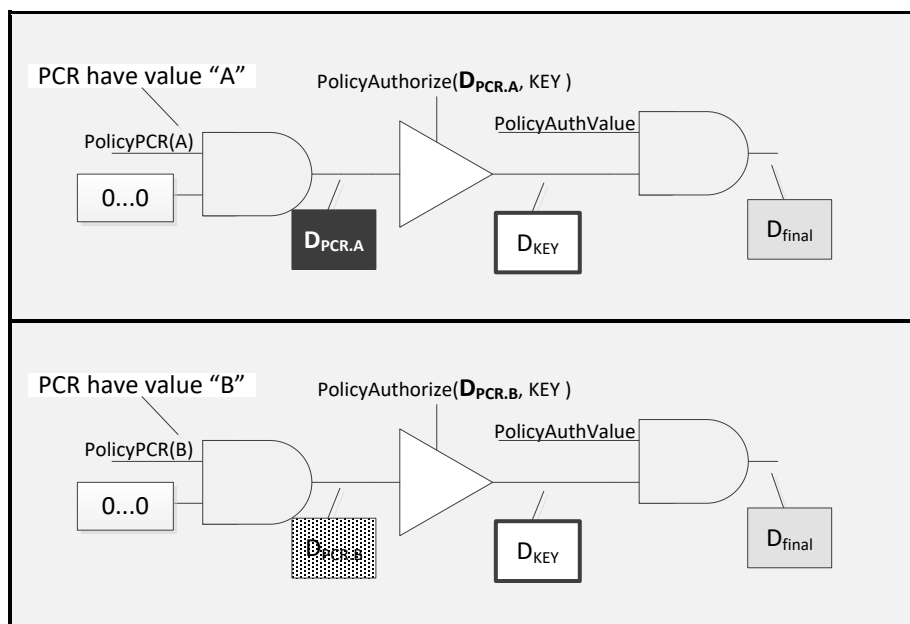 PCR have value “A”
PolicyAuthorize(DPCR.A, KEY )
PolicyAuthValue
PolicyPCR(A)
0...0
DPCR.A
DKEY
Dfinal
PCR have value “B”
PolicyAuthorize(DPCR.B, KEY )
PolicyAuthValue
PolicyPCR(B)
0...0
DPCR.B
DKEY
Dfinal